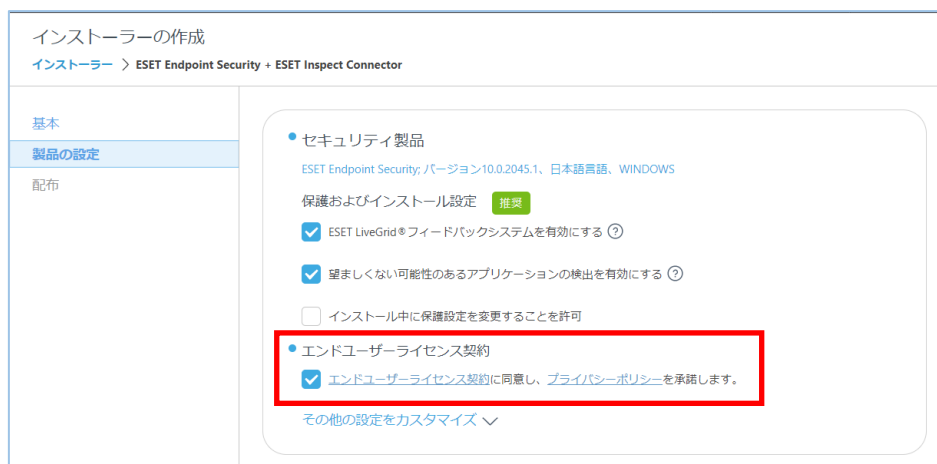 インストーラーの作成
インストーラー > ESET Endpoint Security + ESET Inspect Connector
基本
製品の設定
配布
セキュリティ製品
ESET Endpoint Security; バージョン10.0.2045.1、日本語言語、WINDOWS
保護およびインストール設定 推奨
ESET LiveGrid®フィードバックシステムを有効にする ?
望ましくない可能性のあるアプリケーションの検出を有効にする ?
インストール中に保護設定を変更することを許可
エンドユーザーライセンス契約
エンドユーザーライセンス契約に同意し、プライバシーポリシーを承諾します。
その他の設定をカスタマイズ